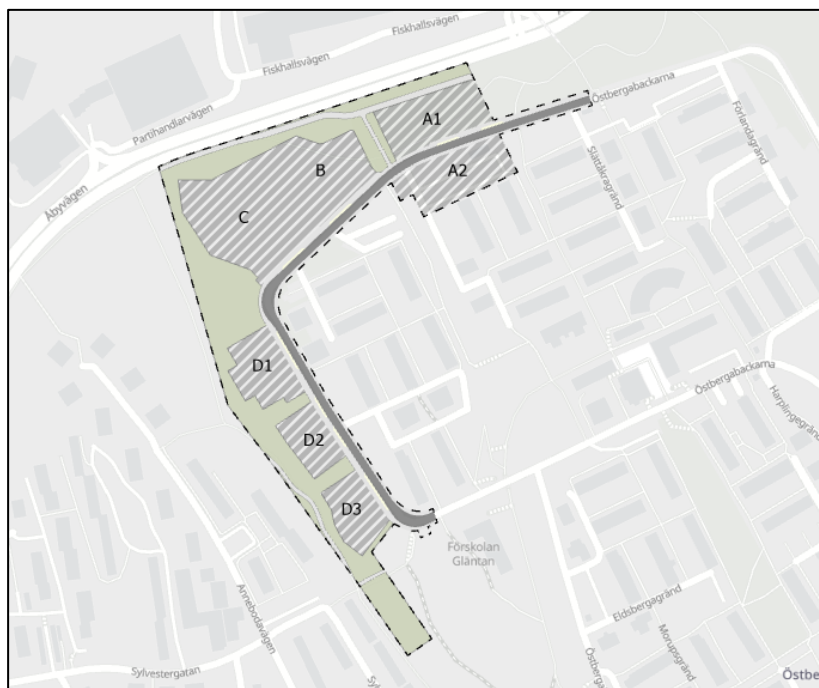 Fiskhallsvägen
Fiskhallsvägen
Partihandlarvägen
Åbyvägen
Östbergabackarna
Förlandagränd
Slättåkragränd
A1
A2
B
C
D1
D2
D3
Östbergabackarna
Harplingegränd
Förskolan
Gläntan
Eldsbergagränd
Morupsgränd
Annebodavägen
Sylvestergatan
Östbe